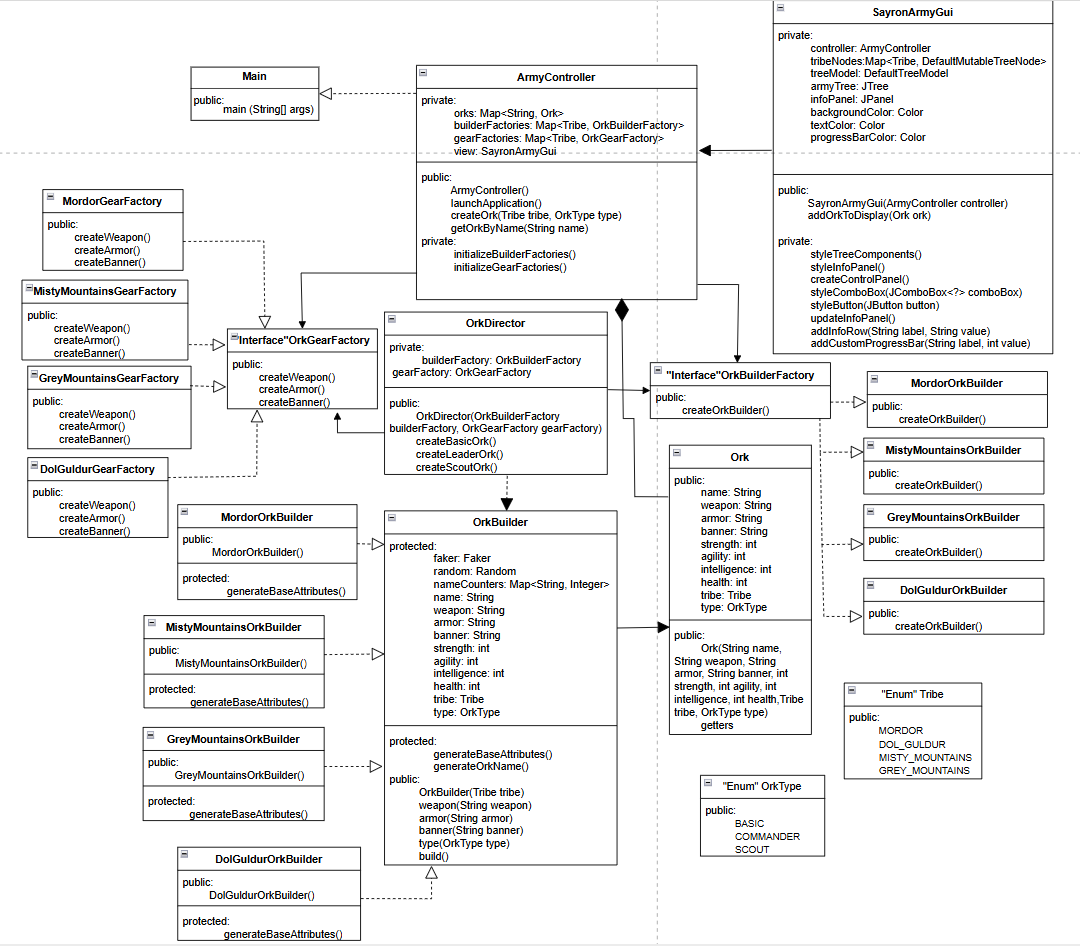 Main
public:
main (String[] args)
ArmyController
private:
orks: Map<String, Ork>
builderFactories: Map<Tribe, OrkBuilderFactory>
gearFactories: Map<Tribe, OrkGearFactory>
view: SayronArmyGui
public:
ArmyController()
launchApplication()
createOrk(Tribe tribe, OrkType type)
getOrkByName(String name)
private:
initializeBuilderFactories()
initializeGearFactories()
SayronArmyGui
private:
controller: ArmyController
tribeNodes:Map<Tribe, DefaultMutableTreeNode>
treeModel: DefaultTreeModel
armyTree: JTree
infoPanel: JPanel
backgroundColor: Color
textColor: Color
progressBarColor: Color
public:
SayronArmyGui(ArmyController controller)
addOrkToDisplay(Ork ork)
private:
styleTreeComponents()
styleInfoPanel()
createControlPanel()
styleComboBox(JComboBox<?> comboBox)
styleButton(JButton button)
updateInfoPanel()
addInfoRow(String label, String value)
addCustomProgressBar(String label, int value)
MordorGearFactory
public:
createWeapon()
createArmor()
createBanner()
MistyMountainsGearFactory
public:
createWeapon()
createArmor()
createBanner()
GreyMountainsGearFactory
public:
createWeapon()
createArmor()
createBanner()
DolGuldurGearFactory
public:
createWeapon()
createArmor()
createBanner()
Interface"OrkGearFactory
public:
createWeapon()
createArmor()
createBanner()
OrkDirector
private:
builderFactory: OrkBuilderFactory
gearFactory: OrkGearFactory
public:
OrkDirector(OrkBuilderFactory
builderFactory, OrkGearFactory gearFactory)
createBasicOrk()
createLeaderOrk()
createScoutOrk()
"Interface"OrkBuilderFactory
public:
createOrkBuilder()
MordorOrkBuilder
public:
createOrkBuilder()
MistyMountainsOrkBuilder
public:
createOrkBuilder()
GreyMountainsOrkBuilder
public:
createOrkBuilder()
DolGuldurOrkBuilder
public:
createOrkBuilder()
Ork
public:
name: String
weapon: String
armor: String
banner: String
strength: int
agility: int
intelligence: int
health: int
tribe: Tribe
type: OrkType
public:
Ork(String name,
String weapon, String
armor, String banner, int
strength, int agility, int
intelligence, int health,Tribe
tribe, OrkType type)
getters
MordorOrkBuilder
public:
MordorOrkBuilder()
protected:
generateBaseAttributes()
MistyMountainsOrkBuilder
public:
MistyMountainsOrkBuilder()
protected:
generateBaseAttributes()
GreyMountainsOrkBuilder
public:
GreyMountainsOrkBuilder()
protected:
generateBaseAttributes()
DolGuldurOrkBuilder
public:
DolGuldurOrkBuilder()
protected:
generateBaseAttributes()
OrkBuilder
protected:
faker: Faker
random: Random
nameCounters: Map<String, Integer>
name: String
weapon: String
armor: String
banner: String
strength: int
agility: int
intelligence: int
health: int
tribe: Tribe
type: OrkType
protected:
generateBaseAttributes()
generateOrkName()
public:
OrkBuilder(Tribe tribe)
weapon(String weapon)
armor(String armor)
banner(String banner)
type(OrkType type)
build()
"Enum" Tribe
public:
MORDOR
DOL_GULDUR
MISTY_MOUNTAINS
GREY_MOUNTAINS
"Enum" OrkType
public:
BASIC
COMMANDER
SCOUT